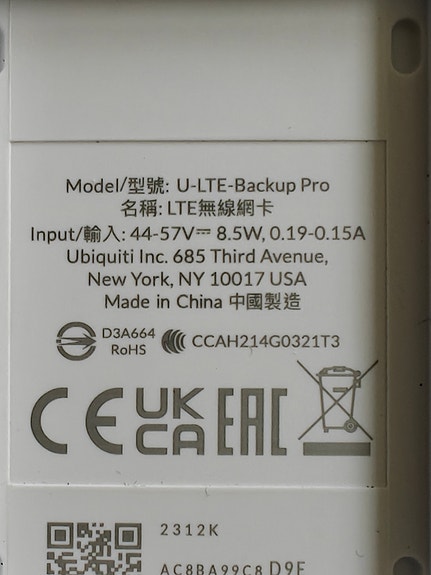 Model/型號: U-LTE-Backup Pro
名稱: LTE無線網卡
Input/輸入: 44-57V⎓ 8.5W, 0.19-0.15A
Ubiquiti Inc. 685 Third Avenue,
New York, NY 10017 USA
Made in China 中國製造
D3A664
RoHS
CCAH214G0321T3
CE UK
CA EAC
2312K
AC8BA99C8 D9F